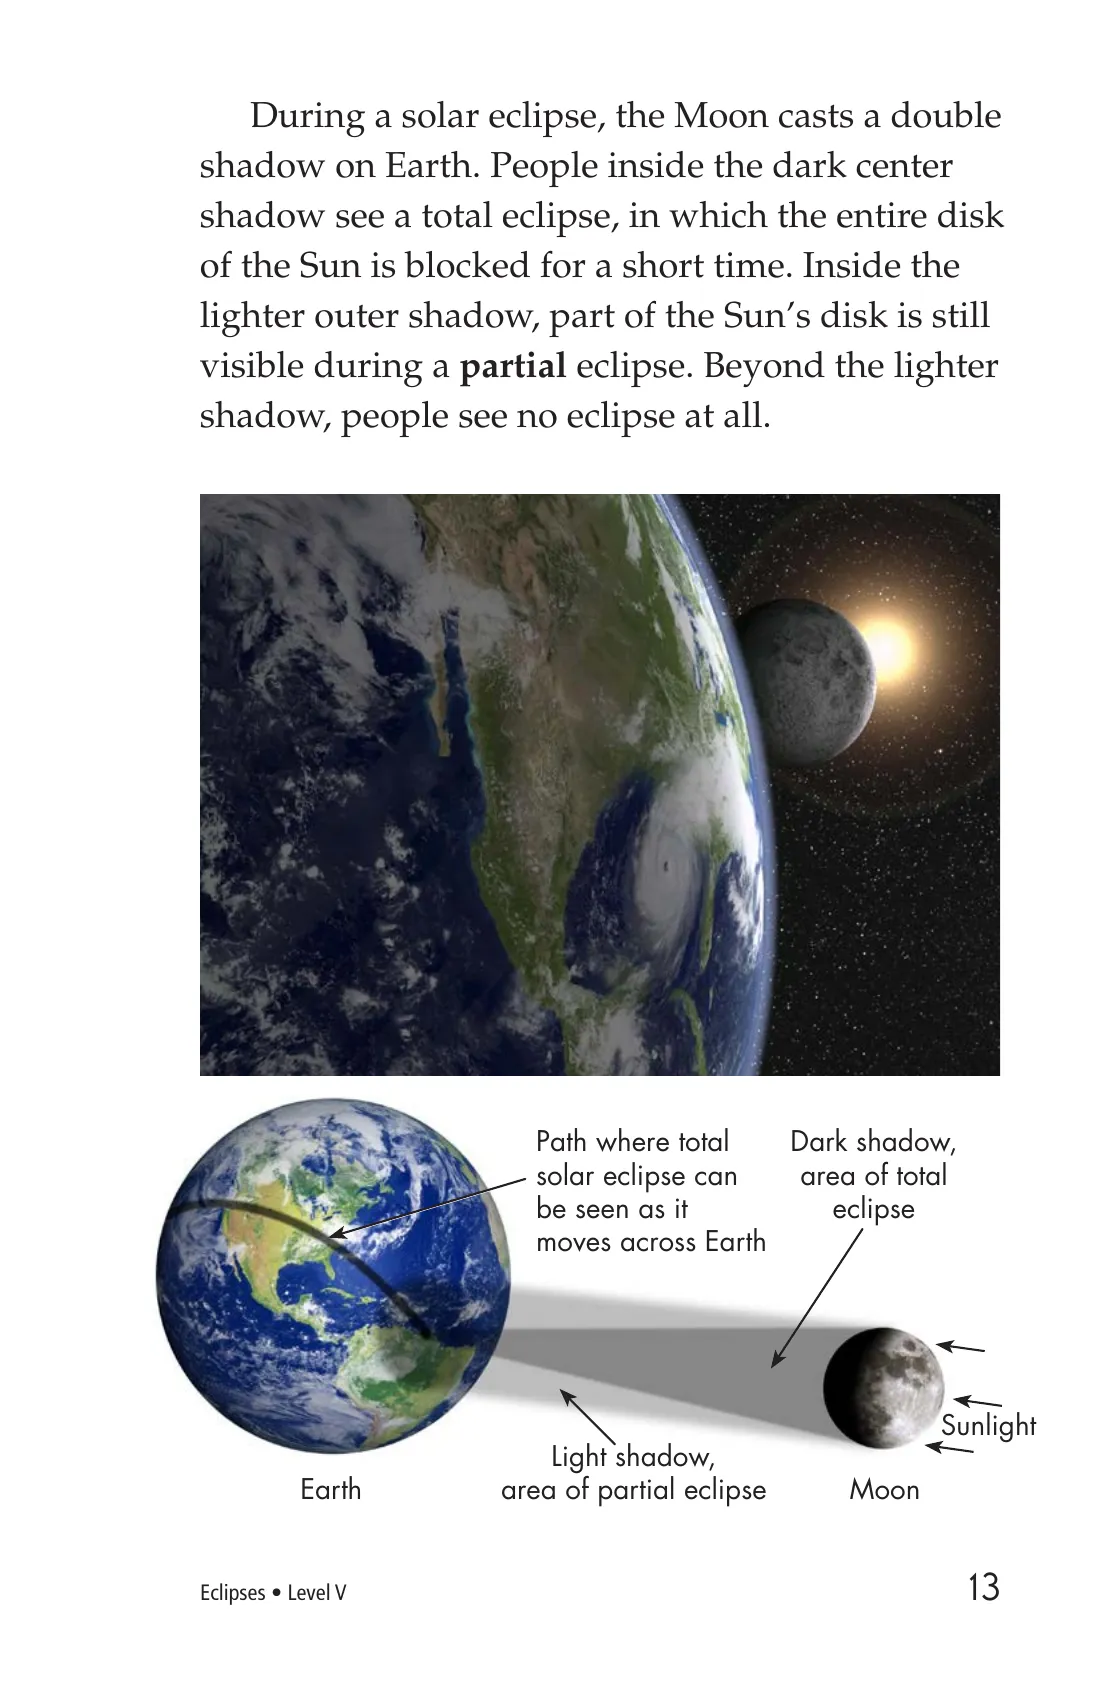 During a solar eclipse, the Moon casts a double
shadow on Earth. People inside the dark center
shadow see a total eclipse, in which the entire disk
of the Sun is blocked for a short time. Inside the
lighter outer shadow, part of the Sun’s disk is still
visible during a partial eclipse. Beyond the lighter
shadow, people see no eclipse at all.
Path where total
solar eclipse can
be seen as it
moves across Earth
Dark shadow,
area of total
eclipse
Sunlight
Light shadow,
area of partial eclipse
Earth
Moon
Eclipses • Level V
13